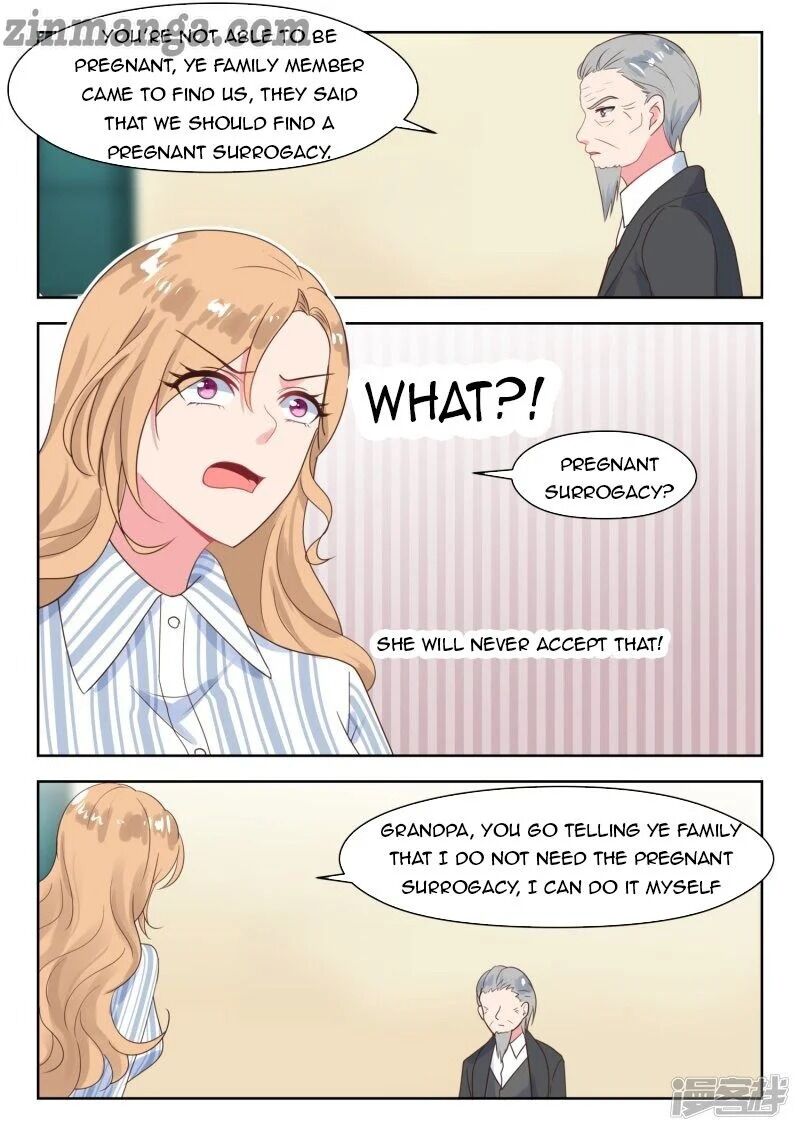 zinmanga.com
YOU'RE NOT ABLE TO BE
PREGNANT, YE FAMILY MEMBER
CAME TO FIND US, THEY SAID
THAT WE SHOULD FIND A
PREGNANT SURROGACY.
WHAT?!
PREGNANT
SURROGACY?
SHE WILL NEVER ACCEPT THAT!
GRANDPA, YOU GO TELLING YE FAMILY
THAT I DO NOT NEED THE PREGNANT
SURROGACY, I CAN DO IT MYSELF
漫客栈